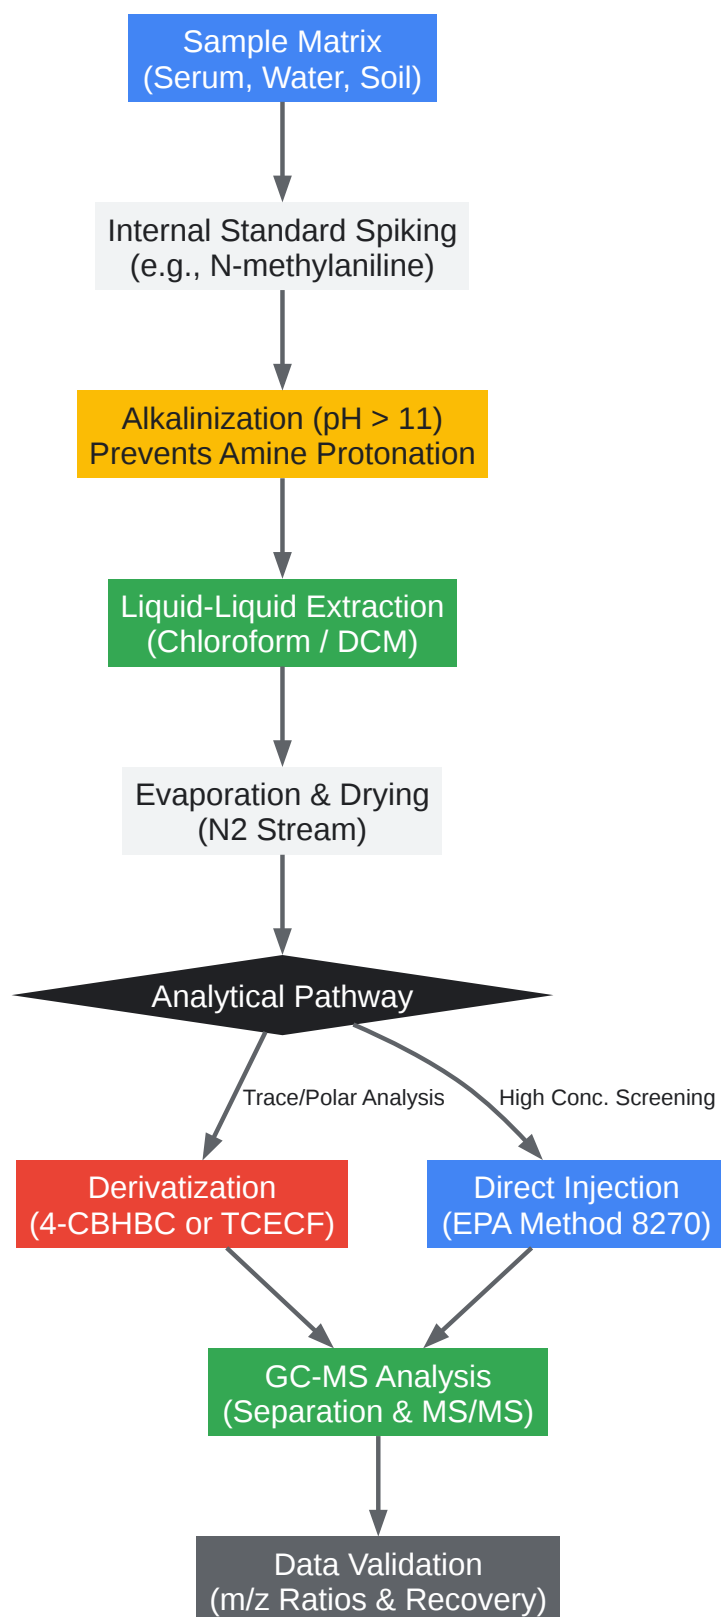 Sample Matrix
(Serum, Water, Soil)
Internal Standard Spiking
(e.g., N-methylaniline)
Alkalinization (pH > 11)
Prevents Amine Protonation
Liquid-Liquid Extraction
(Chloroform / DCM)
Evaporation & Drying
(N2 Stream)
Analytical Pathway
Trace/Polar Analysis
High Conc. Screening
Derivatization
(4-CBHBC or TCECF)
Direct Injection
(EPA Method 8270)
GC-MS Analysis
(Separation & MS/MS)
Data Validation
(m/z Ratios & Recovery)